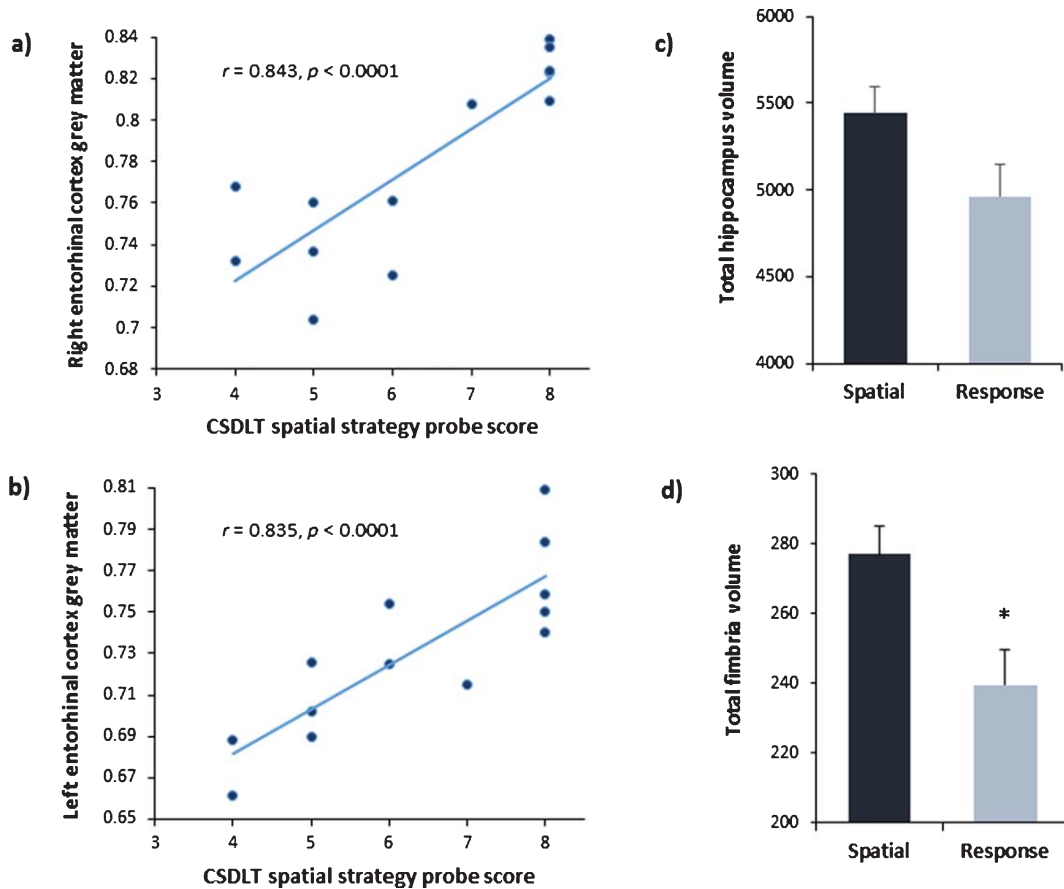 a)
Right entorhinal cortex grey matter
0.84
0.82
0.8
0.78
0.76
0.74
0.72
0.7
0.68
r = 0.843, p < 0.0001
3 4 5 6 7 8
CSDLT spatial strategy probe score
b)
Left entorhinal cortex grey matter
0.81
0.79
0.77
0.75
0.73
0.71
0.69
0.67
0.65
r = 0.835, p < 0.0001
3 4 5 6 7 8
CSDLT spatial strategy probe score
c)
Total hippocampus volume
6000
5500
5000
4500
4000
Spatial Response
d)
Total fimbria volume
300
280
260
240
220
200
*
Spatial Response